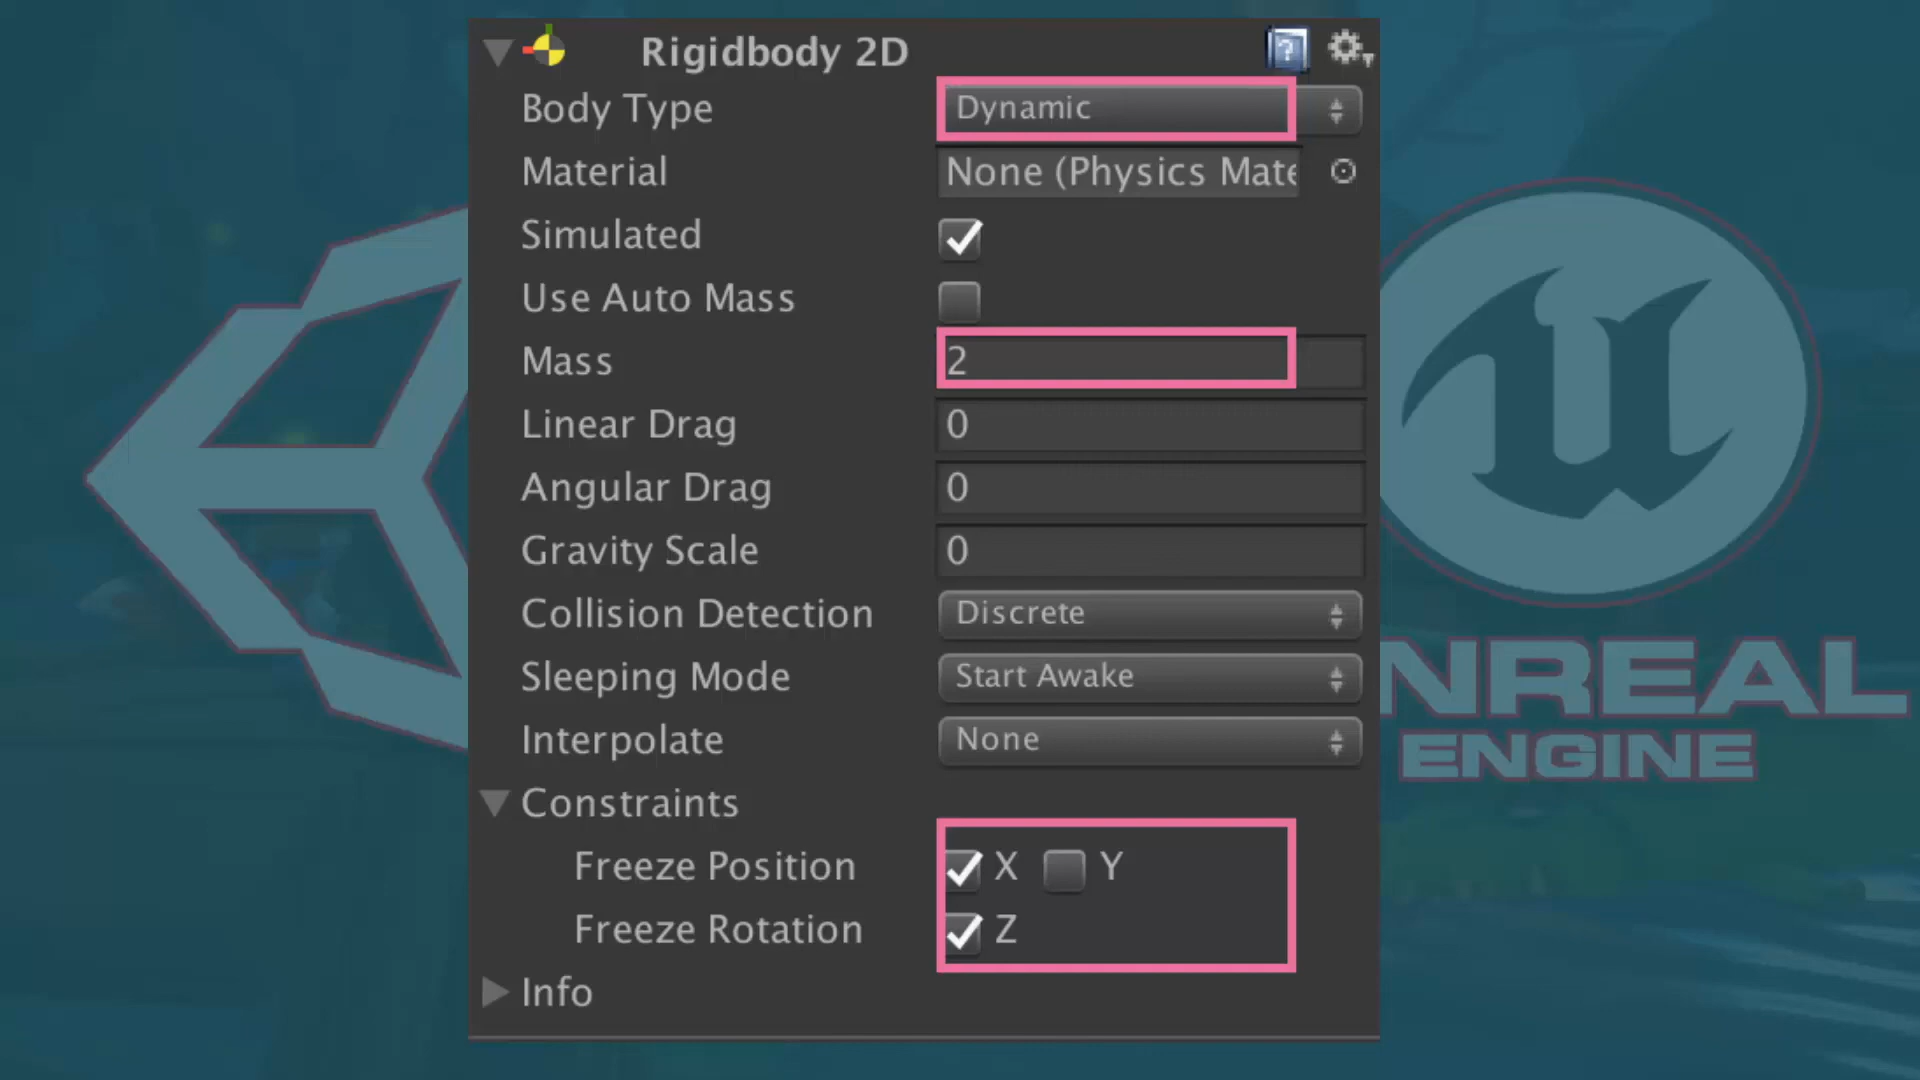 Rigidbody 2D
Body Type Dynamic
Material None (Physics Mate
Simulated
Use Auto Mass
Mass 2
Linear Drag 0
Angular Drag 0
Gravity Scale 0
Collision Detection Discrete
Sleeping Mode Start Awake
Interpolate None
Constraints
Freeze Position X Y
Freeze Rotation Z
Info
NREAL
ENGINE